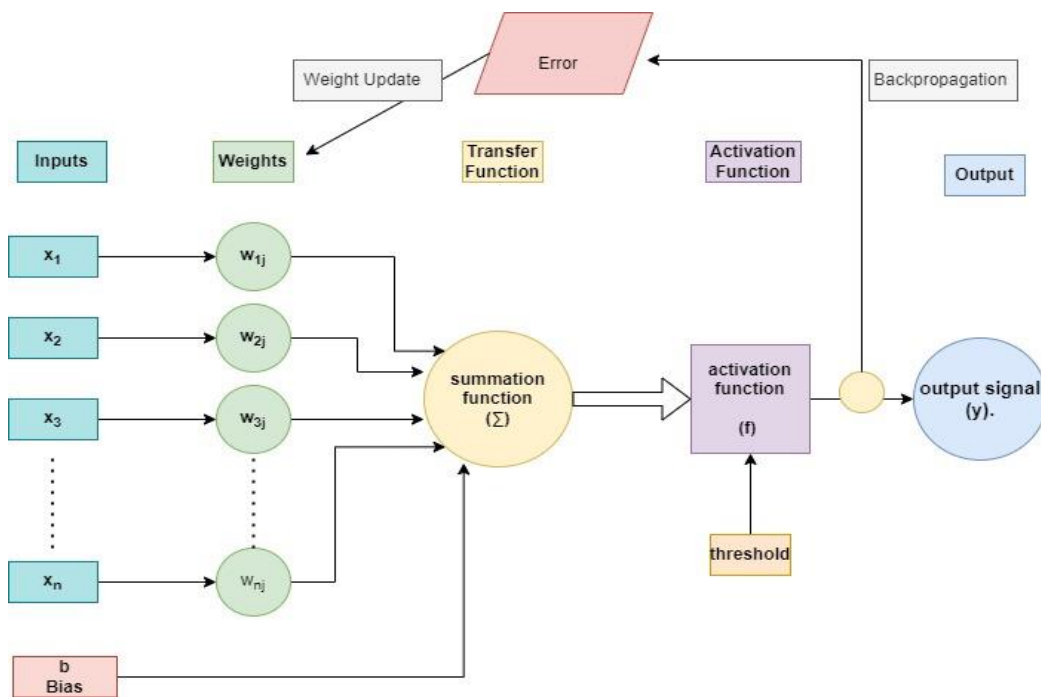 Error
Weight Update
Backpropagation
Inputs
Weights
Transfer
Function
Activation
Function
Output
x₁
w₁ⱼ
x₂
w₂ⱼ
x₃
w₃ⱼ
xₙ
wₙⱼ
summation
function
(∑)
activation
function
(f)
output signal
(y).
threshold
b
Bias